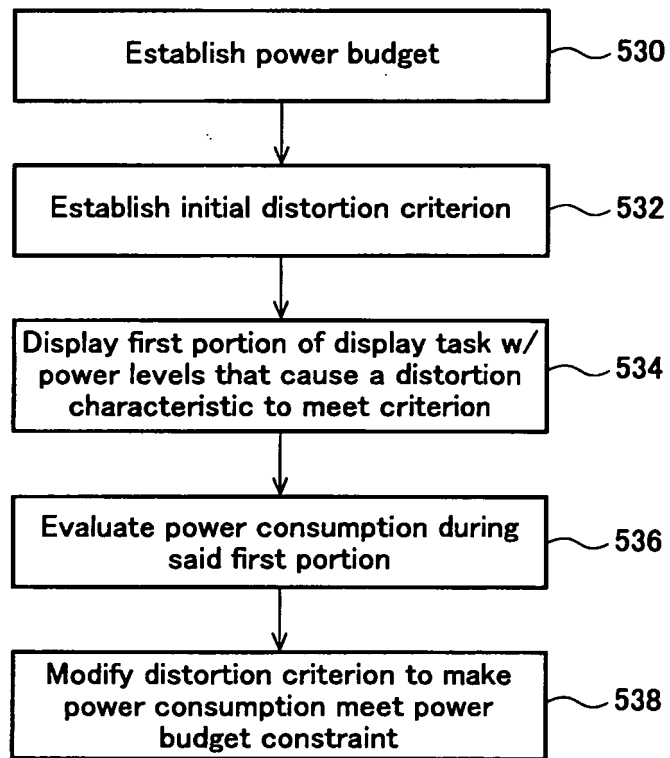 Establish power budget
530
Establish initial distortion criterion
532
Display first portion of display task w/
power levels that cause a distortion
characteristic to meet criterion
534
Evaluate power consumption during
said first portion
536
Modify distortion criterion to make
power consumption meet power
budget constraint
538